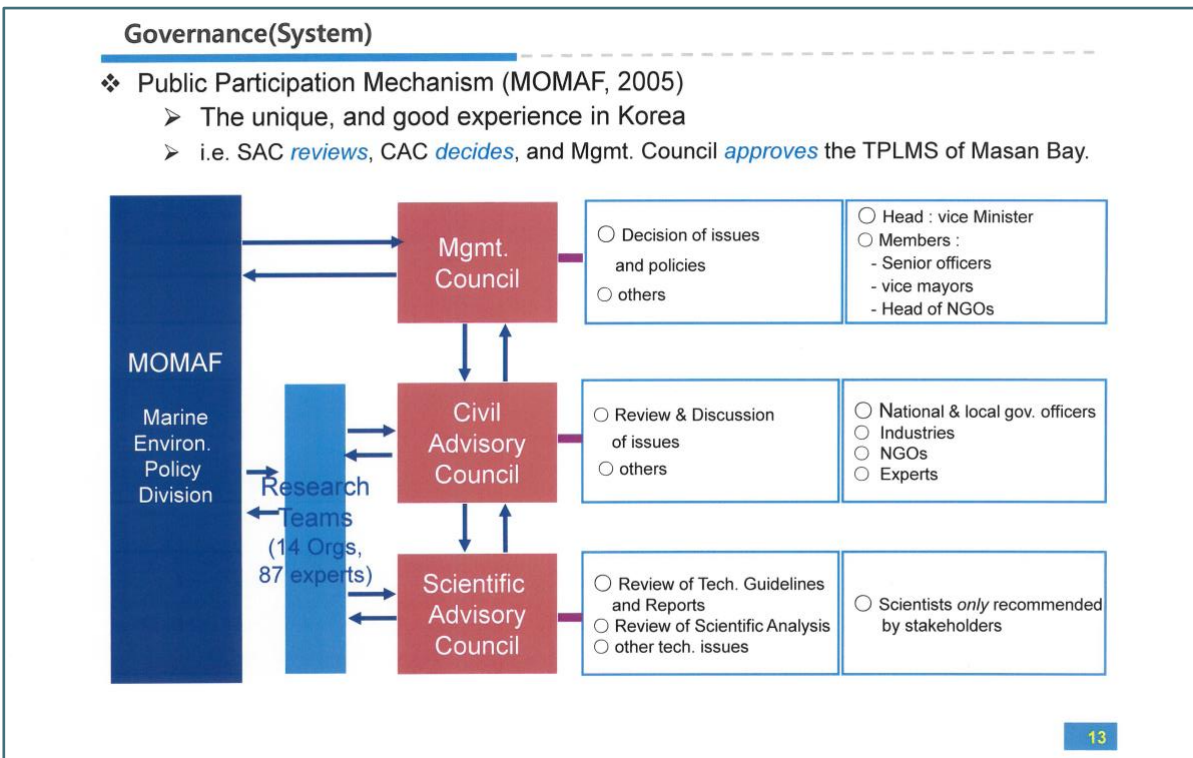 Governance(System)
❖ Public Participation Mechanism (MOMAF, 2005)
➢ The unique, and good experience in Korea
➢ i.e. SAC reviews, CAC decides, and Mgmt. Council approves the TPLMS of Masan Bay.
MOMAF
Marine
Environ.
Policy
Division
Research
Teams
(14 Orgs,
87 experts)
Mgmt.
Council
○ Decision of issues
and policies
○ others
○ Head : vice Minister
○ Members :
- Senior officers
- vice mayors
- Head of NGOs
Civil
Advisory
Council
○ Review & Discussion
of issues
○ others
○ National & local gov. officers
○ Industries
○ NGOs
○ Experts
Scientific
Advisory
Council
○ Review of Tech. Guidelines
and Reports
○ Review of Scientific Analysis
○ other tech. issues
○ Scientists only recommended
by stakeholders
13